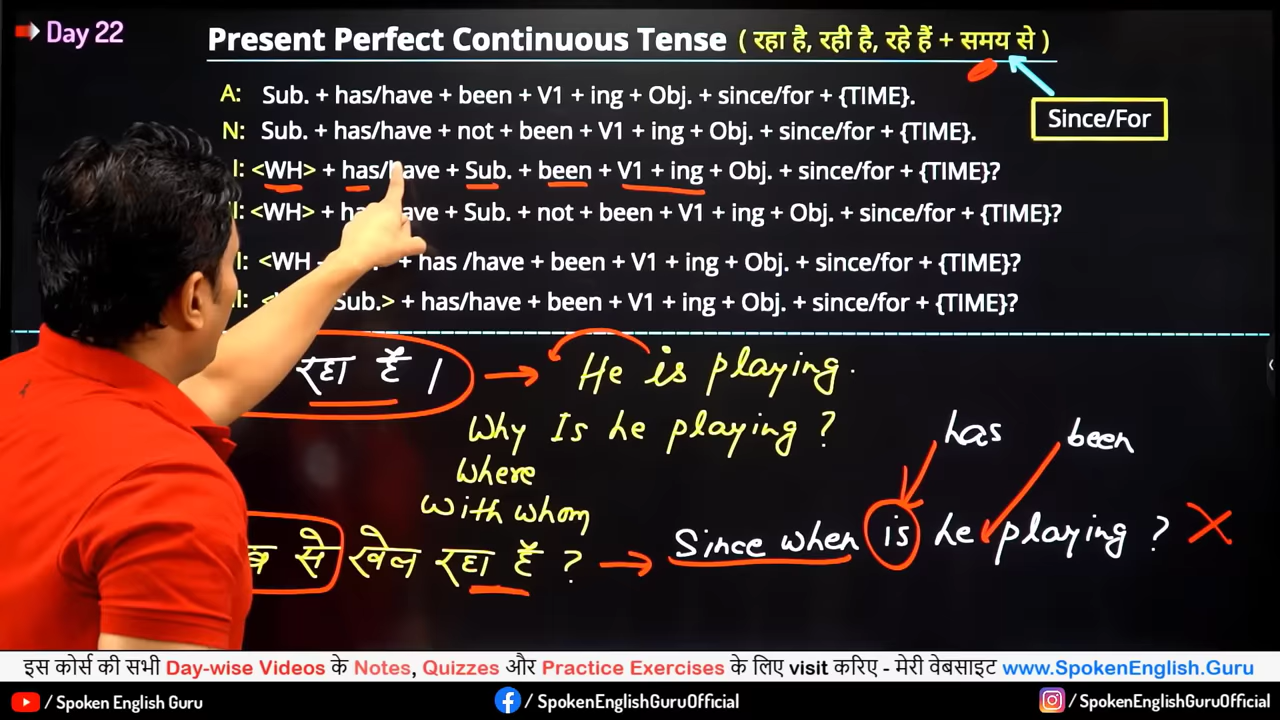 Day 22
Present Perfect Continuous Tense ( रहा है, रही है, रहे हैं + समय से )
A: Sub. + has/have + been + V1 + ing + Obj. + since/for + {TIME}.
Since/For
N: Sub. + has/have + not + been + V1 + ing + Obj. + since/for + {TIME}.
I: <WH> + has/have + Sub. + been + V1 + ing + Obj. + since/for + {TIME}?
<WH> + Sub. + not + been + V1 + ing + Obj. + since/for + {TIME}?
<WH + has /have + been + V1 + ing + Obj. + since/for + {TIME}?
Sub.> + has/have + been + V1 + ing + Obj. + since/for + {TIME}?
रहा है | → He is playing.
Why Is he playing ?
has been
Where
With whom
से खेल रहा है ? → Since when is he playing ? X
इस कोर्स की सभी Day-wise Videos के Notes, Quizzes और Practice Exercises के लिए visit करिए - मेरी वेबसाइट www.SpokenEnglish.Guru
/ Spoken English Guru / SpokenEnglishGuruOfficial / SpokenEnglishGuruOfficial